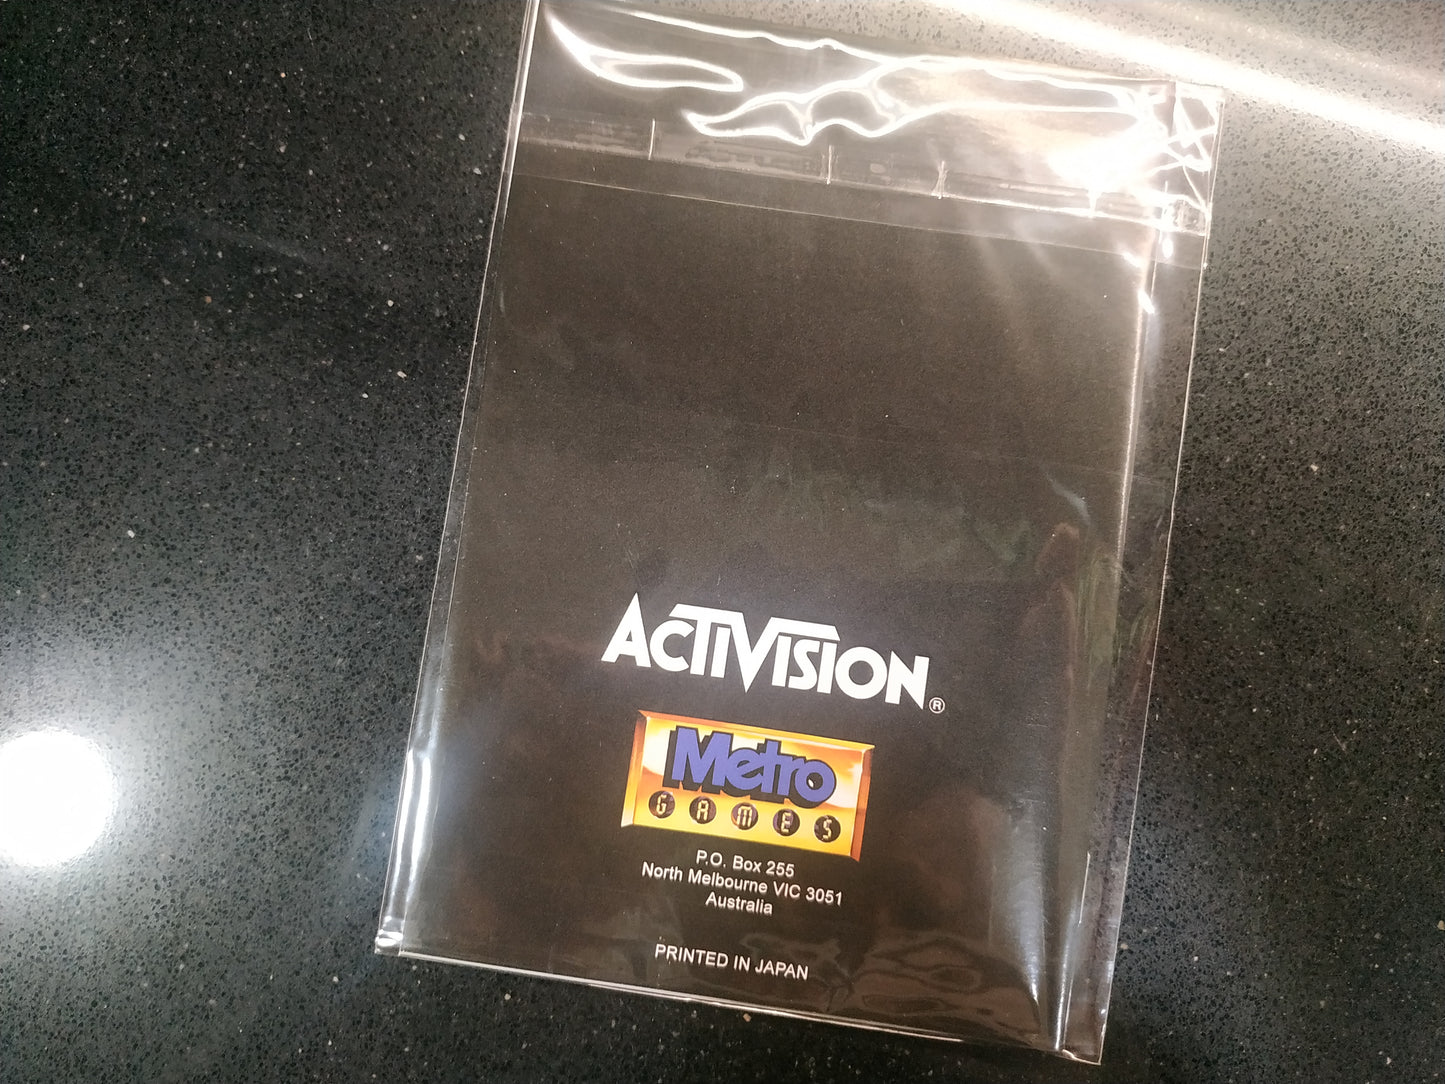 ACTIVISION®
Metro
GAMES
P.O. Box 255
North Melbourne VIC 3051
Australia
PRINTED IN JAPAN